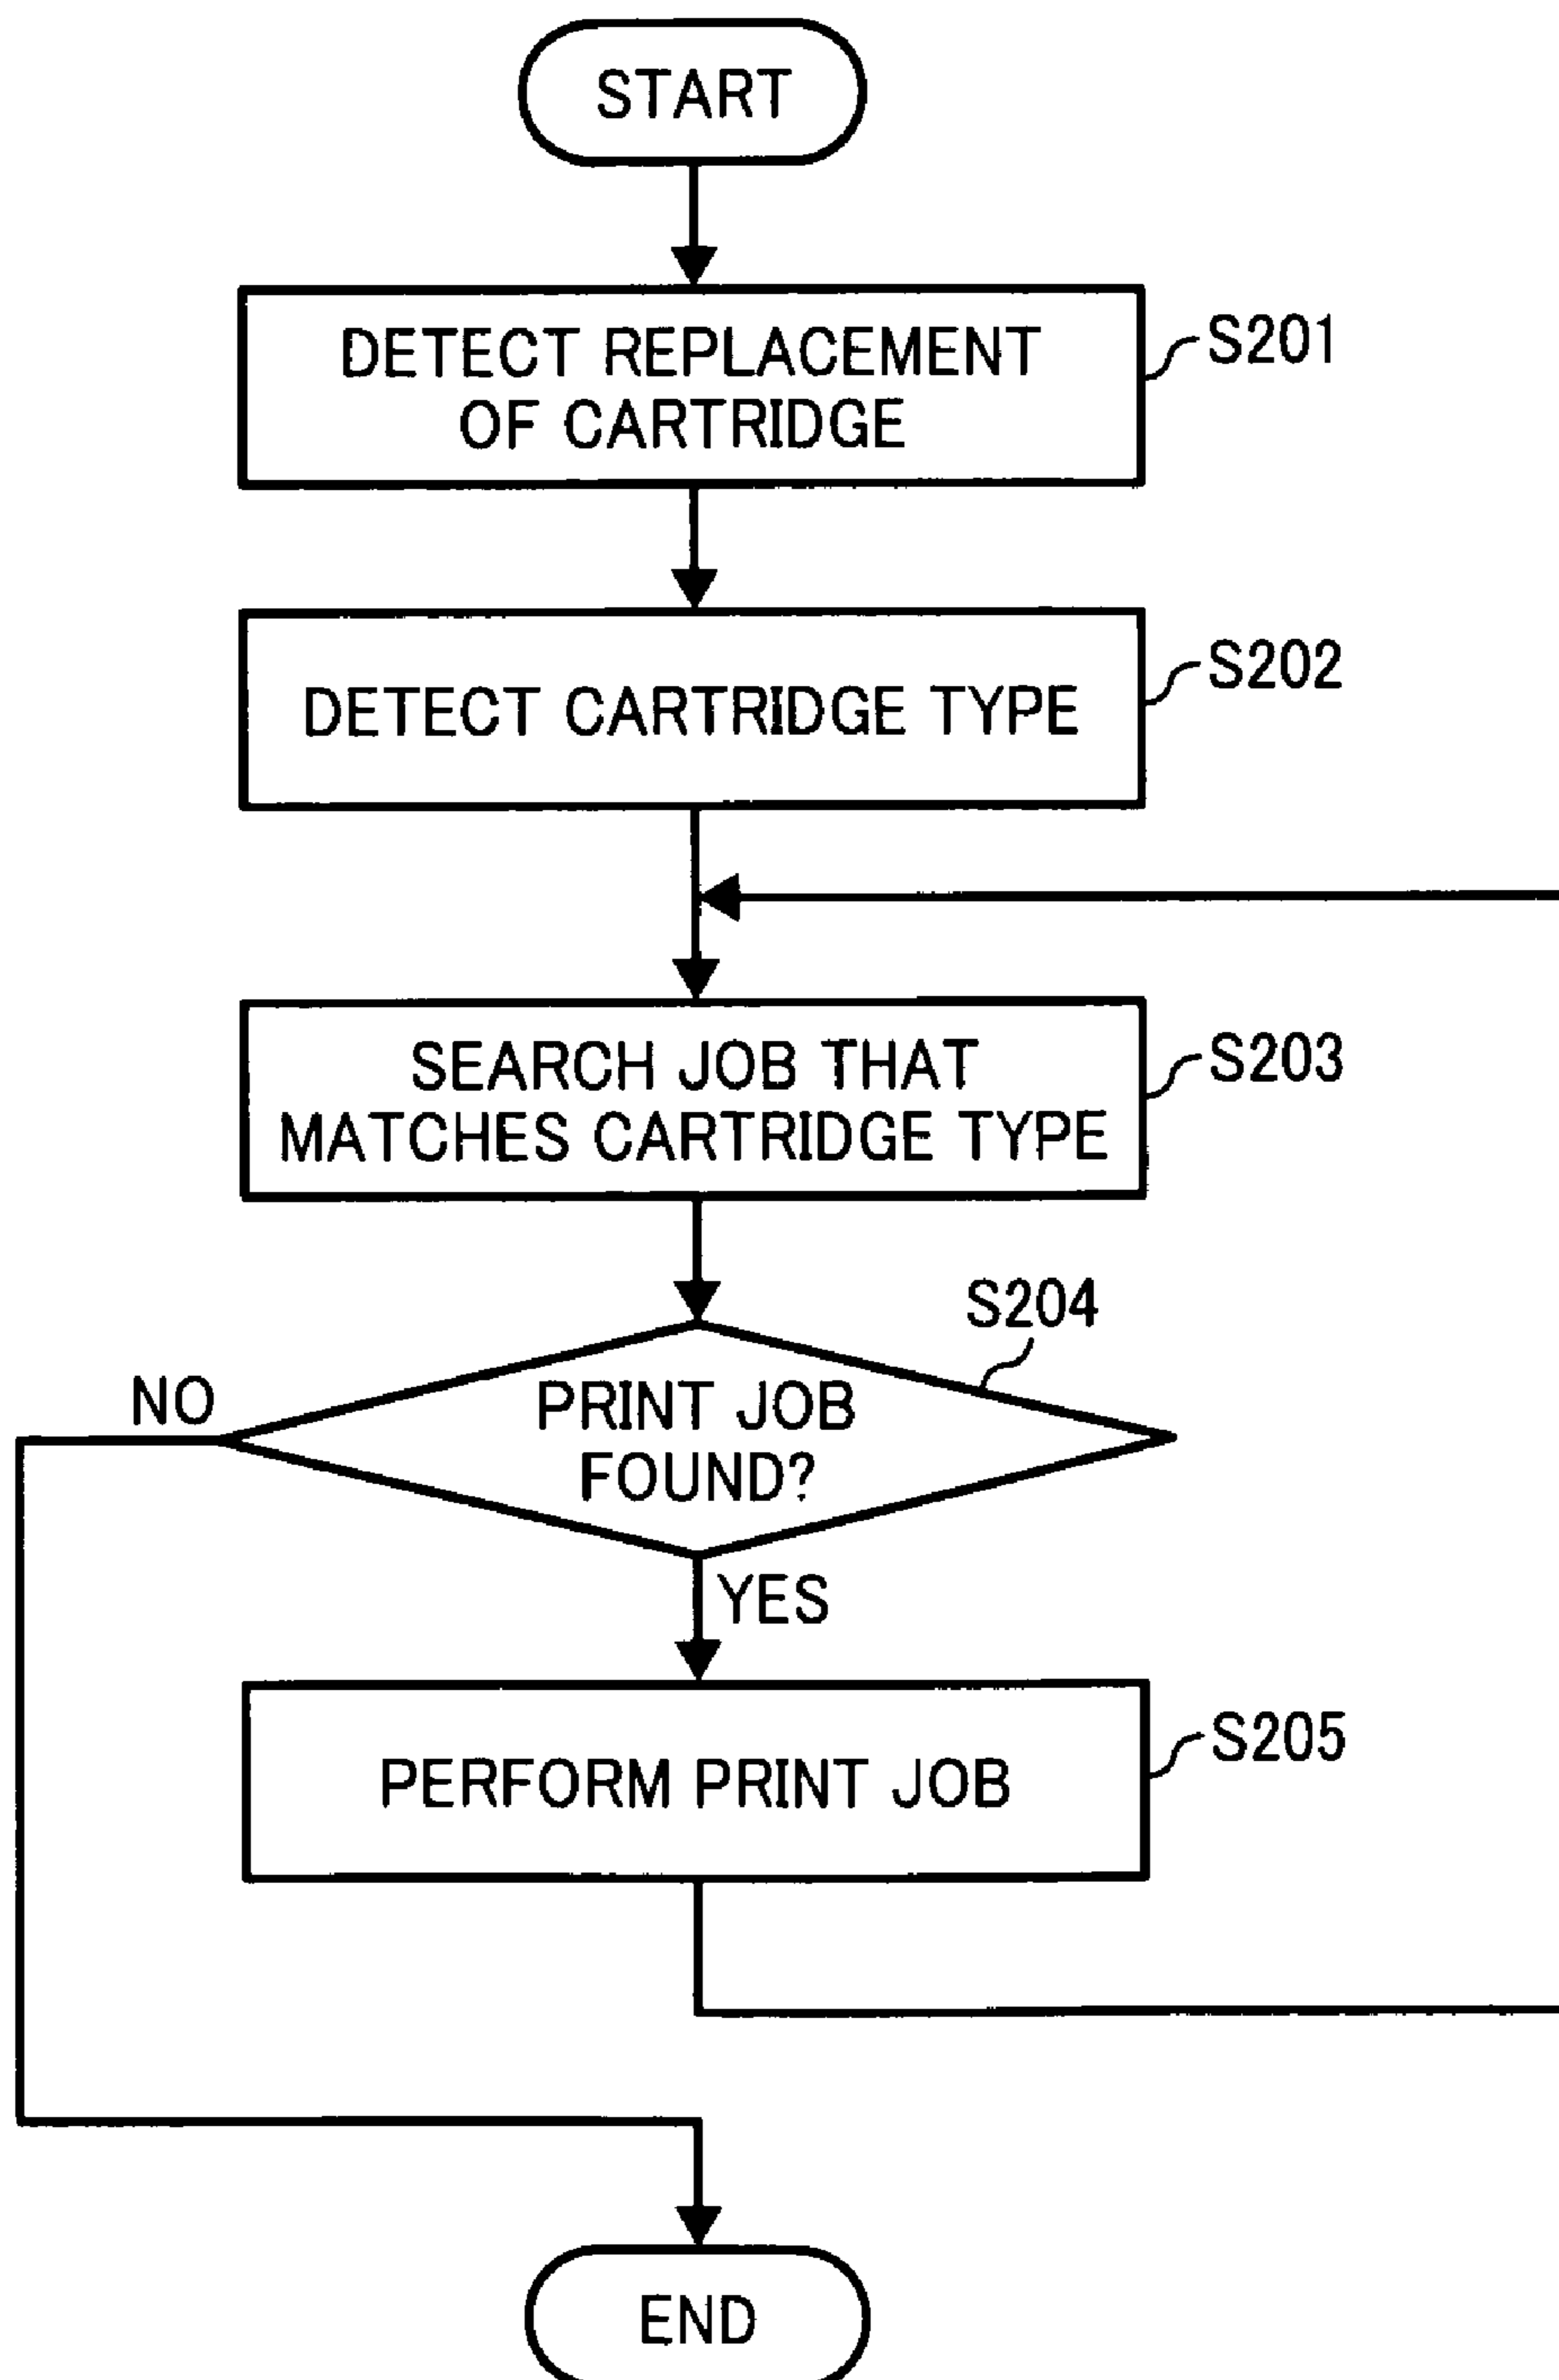 START
DETECT REPLACEMENT
OF CARTRIDGE
S201
DETECT CARTRIDGE TYPE
S202
SEARCH JOB THAT
MATCHES CARTRIDGE TYPE
S203
S204
NO
PRINT JOB
FOUND?
YES
PERFORM PRINT JOB
S205
END